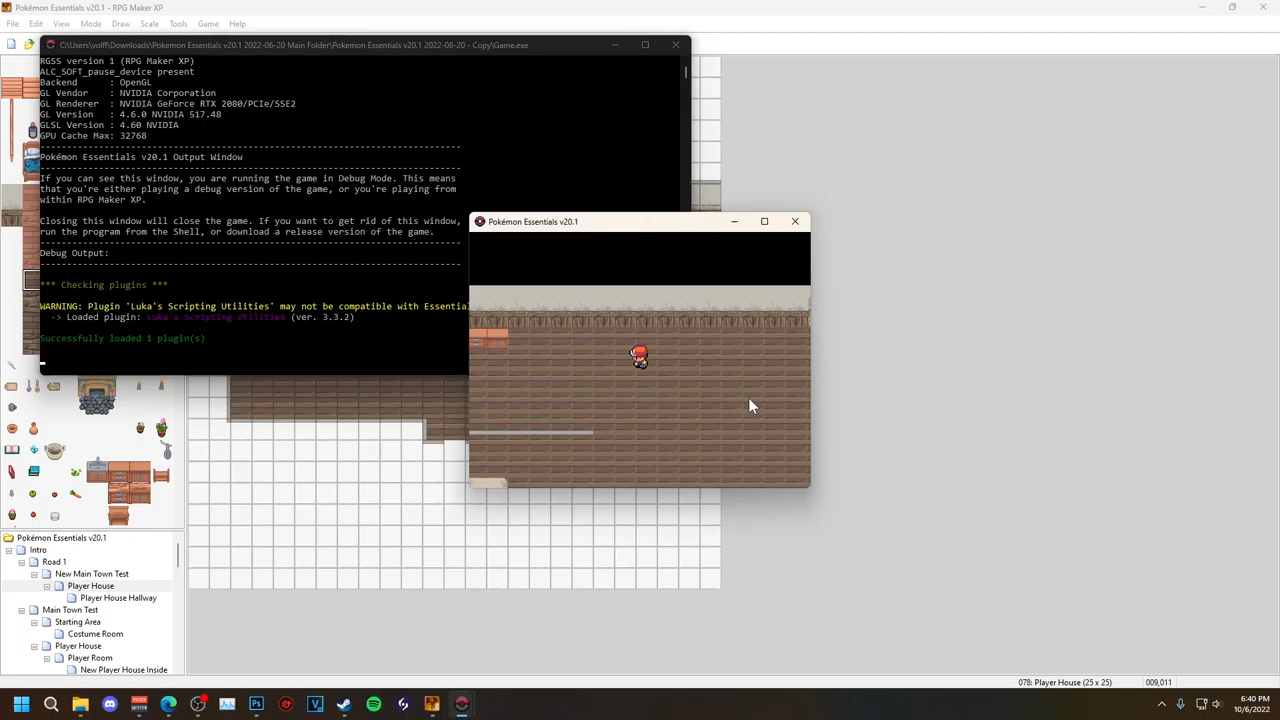 Pokémon Essentials v20.1 - RPG Maker XP
File Edit View Mode Draw Scale Tools Game Help
C:\Users\volff\Downloads\Pokemon Essentials v20.1 2022-06-20 Main Folder\Pokemon Essentials v20.1 2022-06-20 - Copy\Game.exe
RGSS version 1 (RPG Maker XP)
ALC_SOFT_pause_device present
Backend : OpenGL
GL Vendor : NVIDIA Corporation
GL Renderer : NVIDIA GeForce RTX 2080/PCIe/SSE2
GL Version : 4.6.0 NVIDIA 517.48
GLSL Version : 4.60 NVIDIA
GPU Cache Max: 32768
Pokémon Essentials v20.1 Output Window
If you can see this window, you are running the game in Debug Mode. This means
that you're either playing a debug version of the game, or you're playing from
within RPG Maker XP.
Closing this window will close the game. If you want to get rid of this window,
run the program from the Shell, or download a release version of the game.
Debug Output:
*** Checking plugins ***
WARNING: Plugin 'Luka's Scripting Utilities' may not be compatible with Essential
-> Loaded plugin: Luka's Scripting Utilities (ver. 3.3.2)
Successfully loaded 1 plugin(s)
Pokémon Essentials v20.1
Pokémon Essentials v20.1
Intro
Road 1
New Main Town Test
Player House
Player House Hallway
Main Town Test
Starting Area
Costume Room
Player House
Player Room
New Player House Inside
078: Player House (25 x 25) 009,011
6:40 PM
10/6/2022